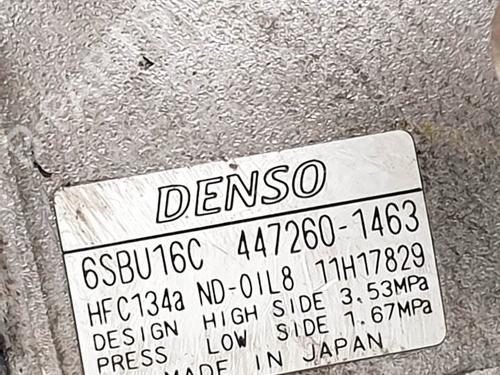 DENSO
6SBU16C 447260-1463
HFC134a ND-OIL8 11H17829
DESIGN HIGH SIDE 3.53MPa
PRESS LOW SIDE 1.67MPa
MADE IN JAPAN